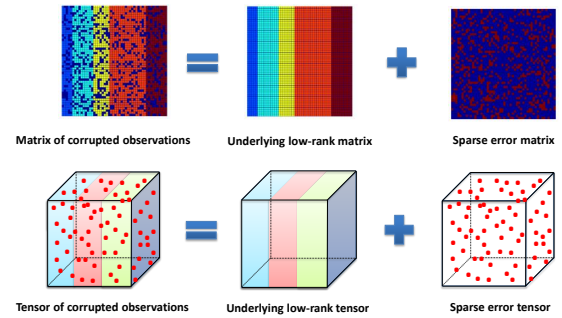 Matrix of corrupted observations
Underlying low-rank matrix
Sparse error matrix
Tensor of corrupted observations
Underlying low-rank tensor
Sparse error tensor